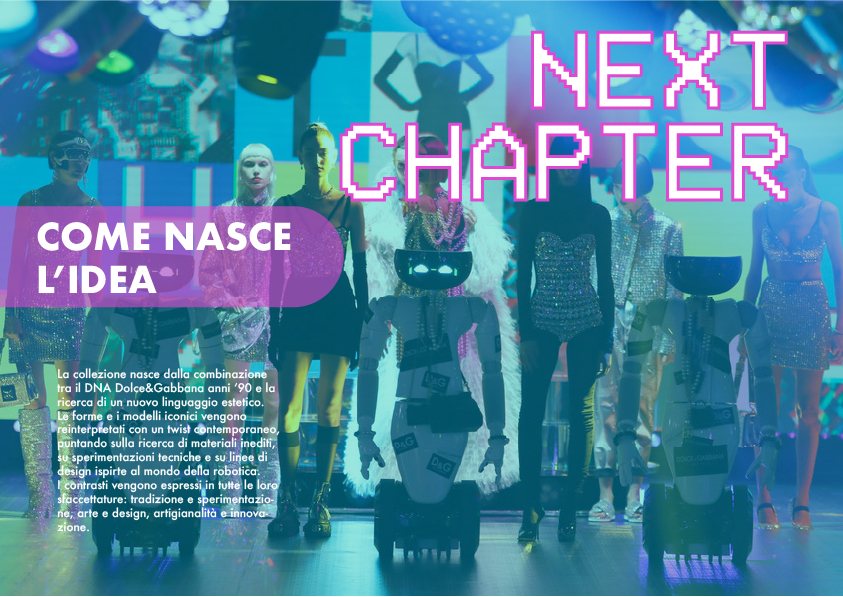 NEXT
CHAPTER
COME NASCE
L'IDEA
La collezione nasce dalla combinazione
tra il DNA Dolçe&Gabbana anni '90 e la
ricerca di un nuovo linguaggio estetico.
Le forme e i modelli iconici vengono
reinterpretati con un twist contemporaneo,
puntando sulla ricerca di materiali inediti,
su sperimentazioni tecniche e su linee di
design ispirte al mondo della robotica.
I contrasti vengono espressi in tutte le loro
sfaccettature: tradizione e sperimentazio-
ne, arte e design, artigianalità e innova-
zione.
D&G
D&G
D&G